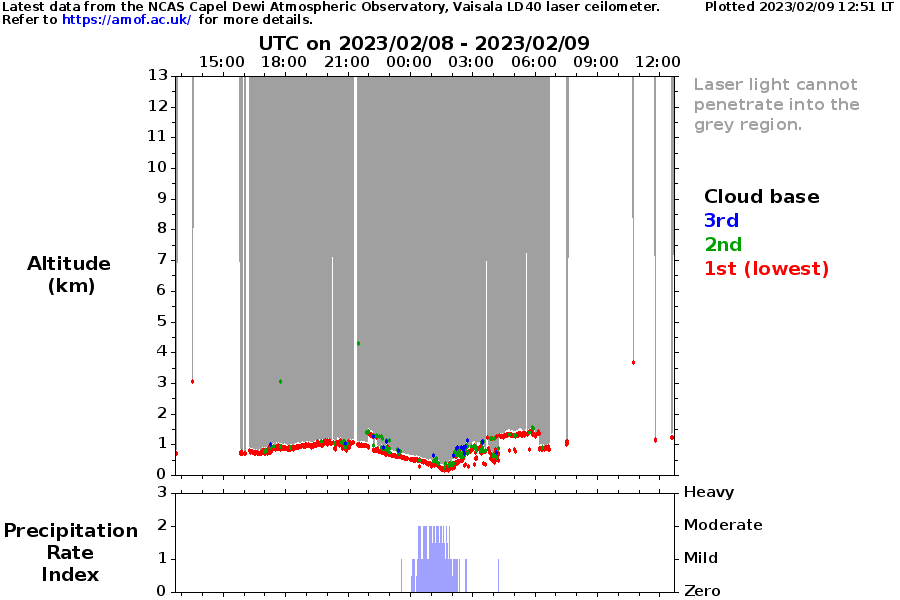 Latest data from the NCAS Capel Dewi Atmospheric Observatory, Vaisala LD40 laser ceilometer. Plotted 2023/02/09 12:51 LT
Refer to https://amof.ac.uk/ for more details.
UTC on 2023/02/08 - 2023/02/09
15:00 18:00 21:00 00:00 03:00 06:00 09:00 12:00
13
12
11
10
9
8
7
6
5
4
3
2
1
0
Altitude
(km)
Laser light cannot
penetrate into the
grey region.
Cloud base
3rd
2nd
1st (lowest)
3 Heavy
2 Moderate
1 Mild
0 Zero
Precipitation
Rate
Index